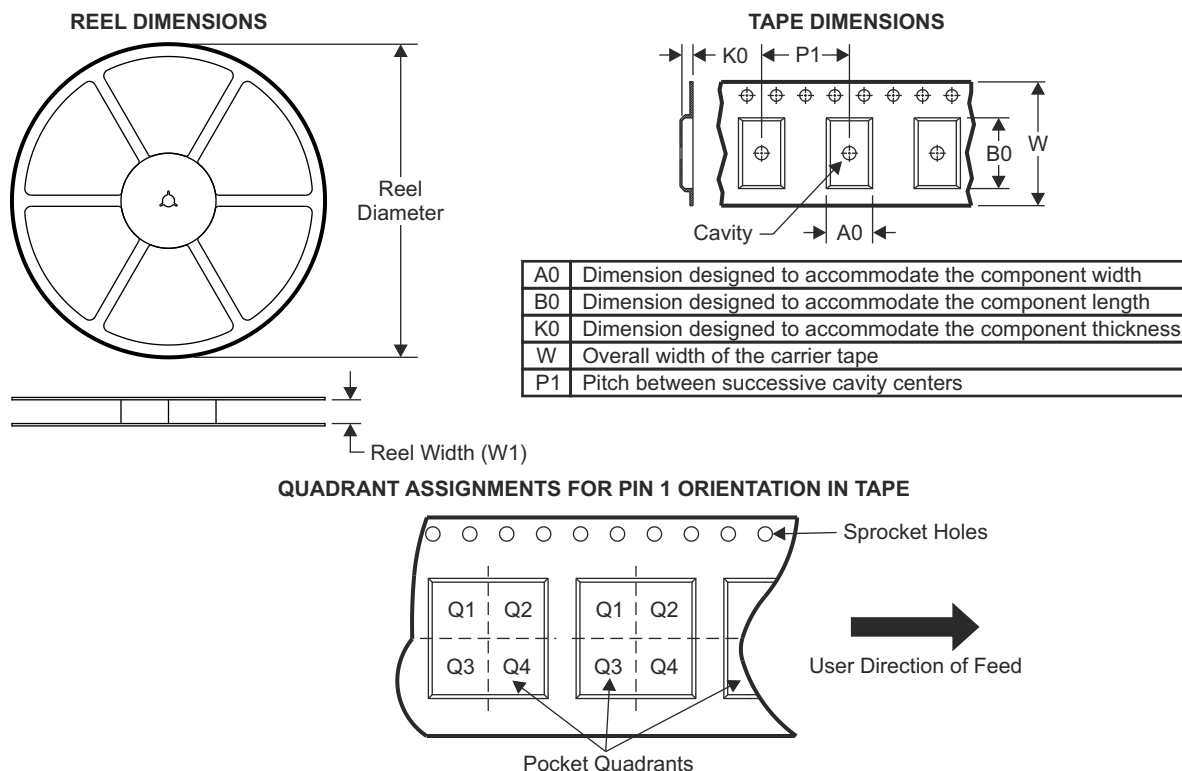 REEL DIMENSIONS
Reel
Diameter
Reel Width (W1)
TAPE DIMENSIONS
K0
P1
B0
W
Cavity
A0
A0 Dimension designed to accommodate the component width
B0 Dimension designed to accommodate the component length
K0 Dimension designed to accommodate the component thickness
W Overall width of the carrier tape
P1 Pitch between successive cavity centers
QUADRANT ASSIGNMENTS FOR PIN 1 ORIENTATION IN TAPE
Sprocket Holes
Q1 Q2 Q1 Q2
Q3 Q4 Q3 Q4
User Direction of Feed
Pocket Quadrants